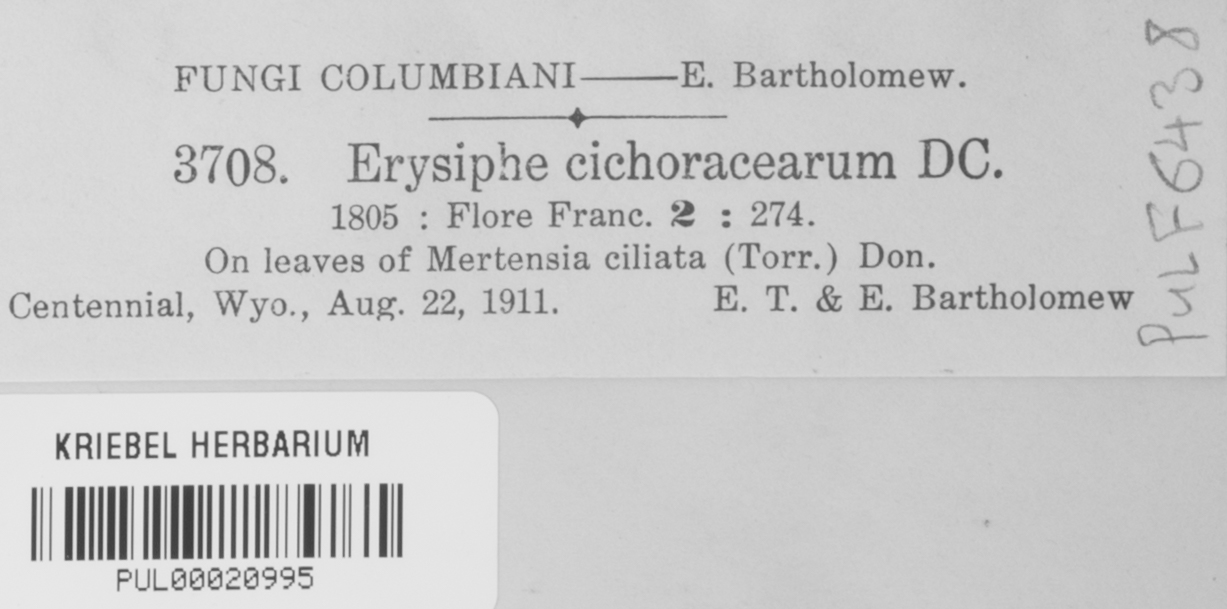 FUNGI COLUMBIANI——E. Bartholomew.
3708. Erysiphe cichoracearum DC.
1805 : Flore Franc. 2 : 274.
On leaves of Mertensia ciliata (Torr.) Don.
Centennial, Wyo., Aug. 22, 1911. E. T. & E. Bartholomew
PUL F6438
KRIEBEL HERBARIUM
PUL00020995